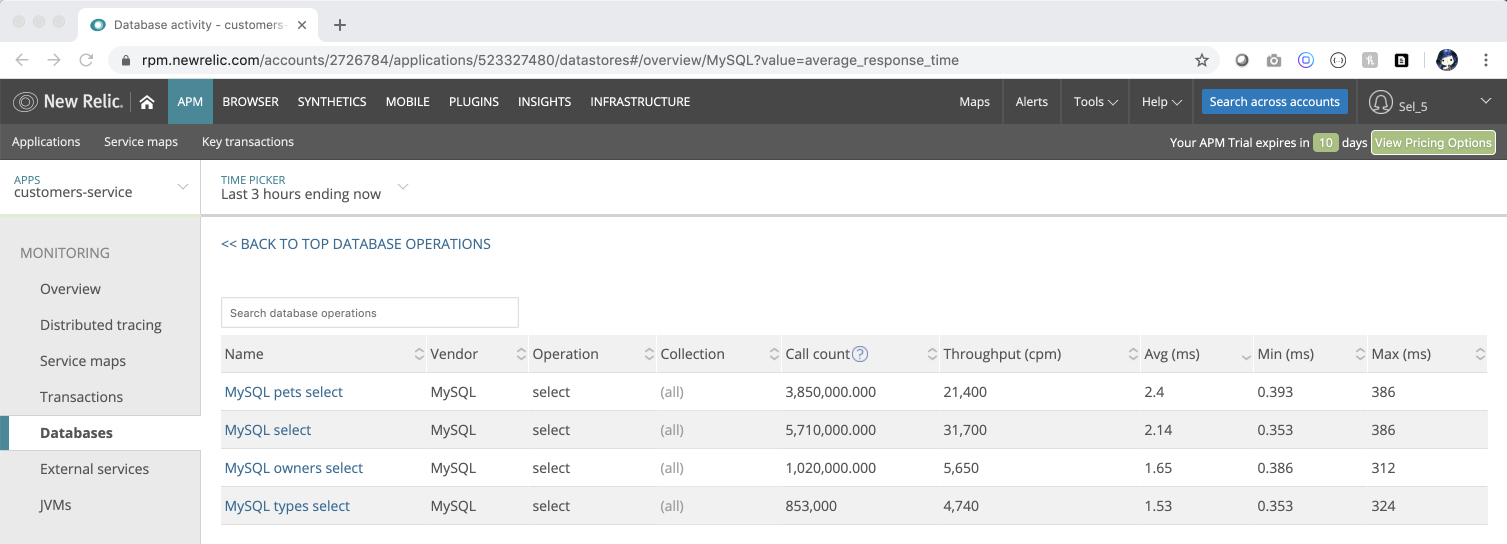 Database activity - customers-
rpm.newrelic.com/accounts/2726784/applications/523327480/datastores#/overview/MySQL?value=average_response_time
New Relic. APM BROWSER SYNTHETICS MOBILE PLUGINS INSIGHTS INFRASTRUCTURE Maps Alerts Tools Help Search across accounts Sel_5
Applications Service maps Key transactions Your APM Trial expires in 10 days View Pricing Options
APPS TIME PICKER
customers-service Last 3 hours ending now
<< BACK TO TOP DATABASE OPERATIONS
MONITORING
Overview
Distributed tracing
Service maps
Transactions
Databases
External services
JVMs
Search database operations
Name Vendor Operation Collection Call count? Throughput (cpm) Avg (ms) Min (ms) Max (ms)
MySQL pets select MySQL select (all) 3,850,000.000 21,400 2.4 0.393 386
MySQL select MySQL select (all) 5,710,000.000 31,700 2.14 0.353 386
MySQL owners select MySQL select (all) 1,020,000.000 5,650 1.65 0.386 312
MySQL types select MySQL select (all) 853,000 4,740 1.53 0.353 324